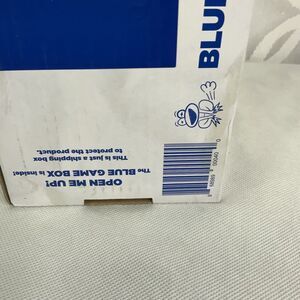 BLUE
OPEN ME UP!
The BLUE GAME BOX is inside!
This is just a shipping box
to protect the product.